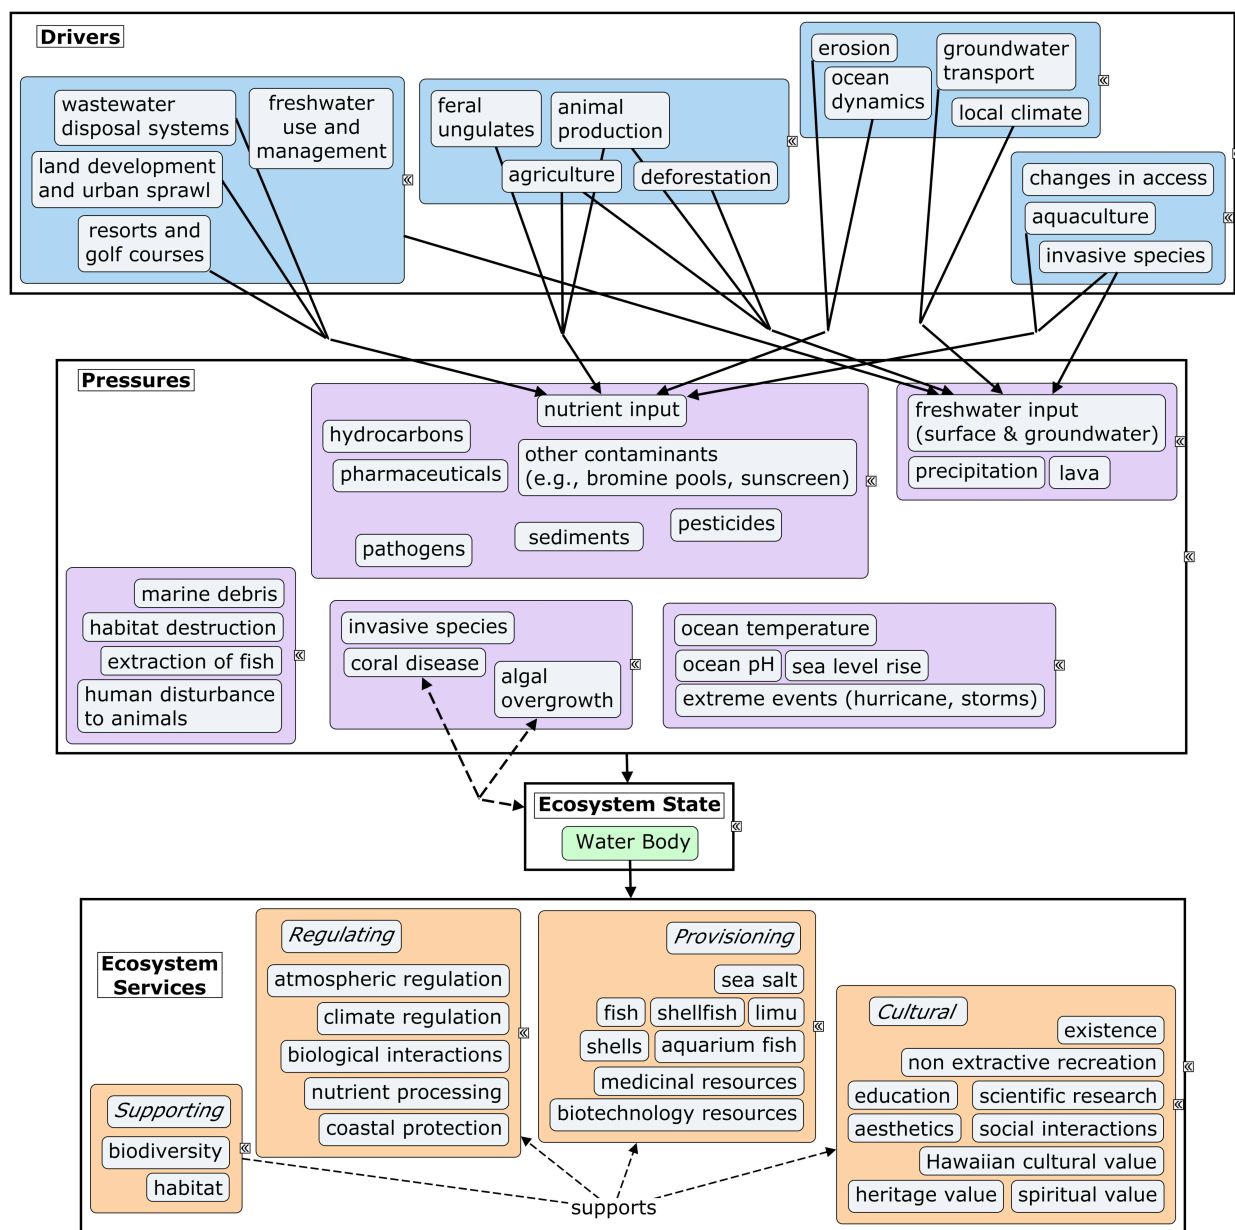 Drivers
wastewater
disposal systems
freshwater
use and
management
land development
and urban sprawl
resorts and
golf courses
feral
ungulates
animal
production
agriculture
deforestation
erosion
ocean
dynamics
groundwater
transport
local climate
changes in access
aquaculture
invasive species
Pressures
nutrient input
hydrocarbons
pharmaceuticals
other contaminants
(e.g., bromine pools, sunscreen)
pathogens
sediments
pesticides
freshwater input
(surface & groundwater)
precipitation
lava
marine debris
habitat destruction
extraction of fish
human disturbance
to animals
invasive species
coral disease
algal
overgrowth
ocean temperature
ocean pH
sea level rise
extreme events (hurricane, storms)
Ecosystem State
Water Body
Ecosystem
Services
Supporting
biodiversity
habitat
Regulating
atmospheric regulation
climate regulation
biological interactions
nutrient processing
coastal protection
Provisioning
sea salt
fish
shellfish
limu
shells
aquarium fish
medicinal resources
biotechnology resources
Cultural
existence
non extractive recreation
education
scientific research
aesthetics
social interactions
Hawaiian cultural value
heritage value
spiritual value
supports